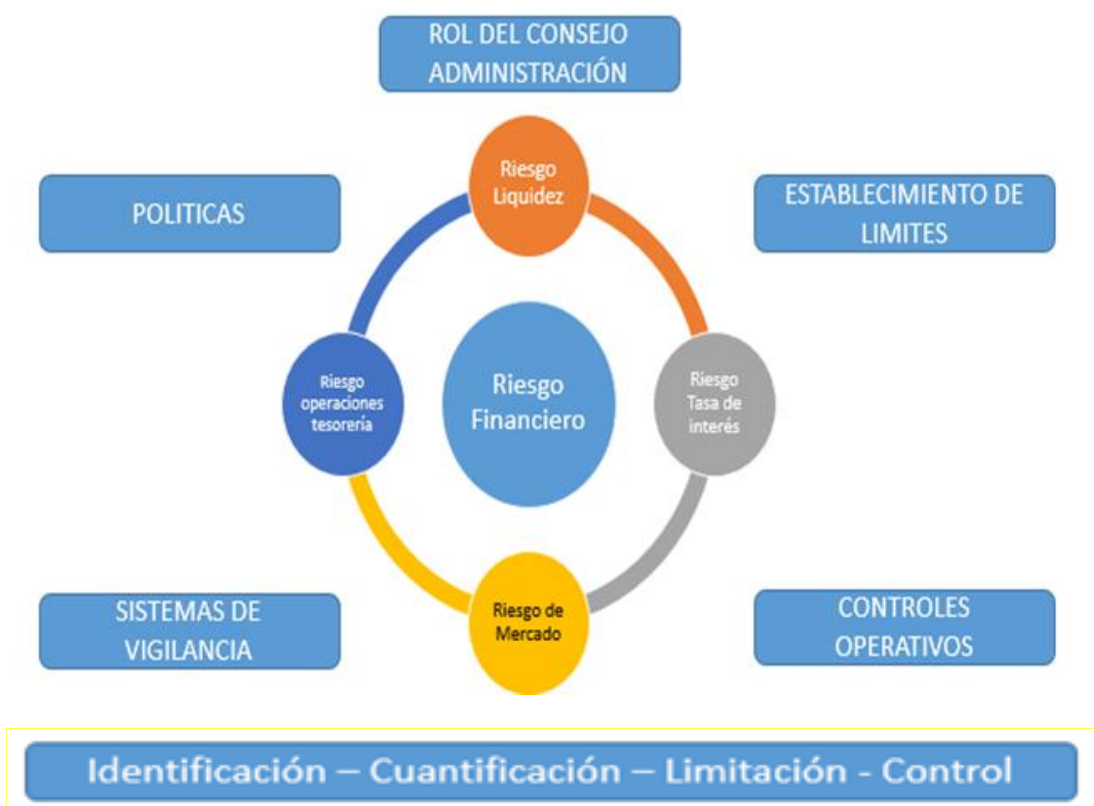 ROL DEL CONSEJO
ADMINISTRACIÓN
POLITICAS
ESTABLECIMIENTO DE
LIMITES
Riesgo
Liquidez
Riesgo
operaciones
tesorería
Riesgo
Financiero
Riesgo
Tasa de
interés
Riesgo de
Mercado
SISTEMAS DE
VIGILANCIA
CONTROLES
OPERATIVOS
Identificación – Cuantificación – Limitación - Control